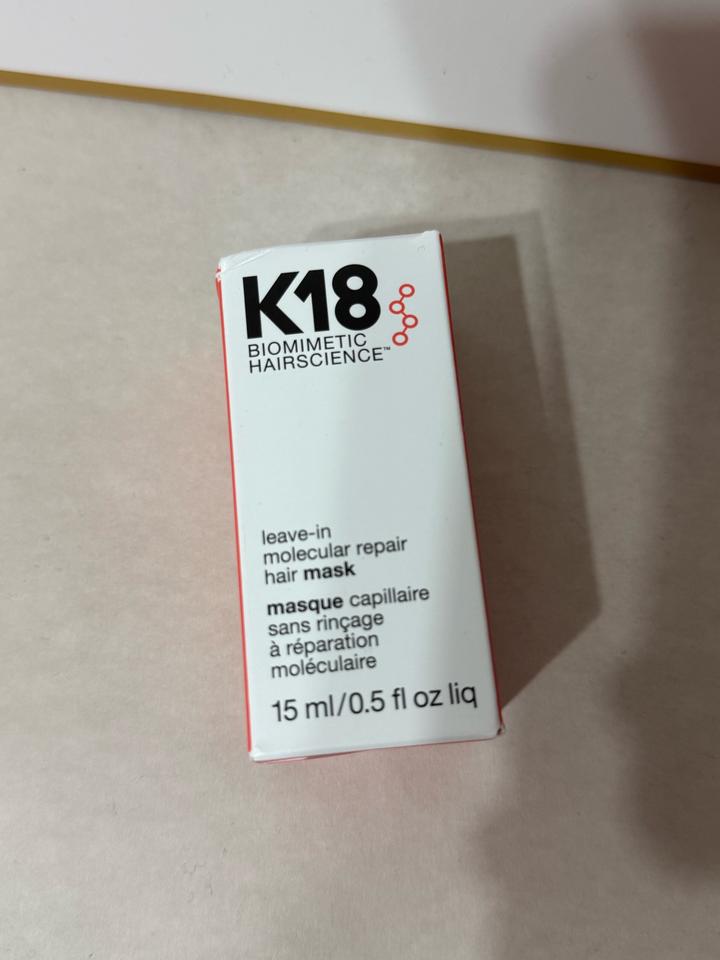 K18
BIOMIMETIC
HAIRSCIENCE™
leave-in
molecular repair
hair mask
masque capillaire
sans rinçage
à réparation
moléculaire
15 ml/0.5 fl oz liq